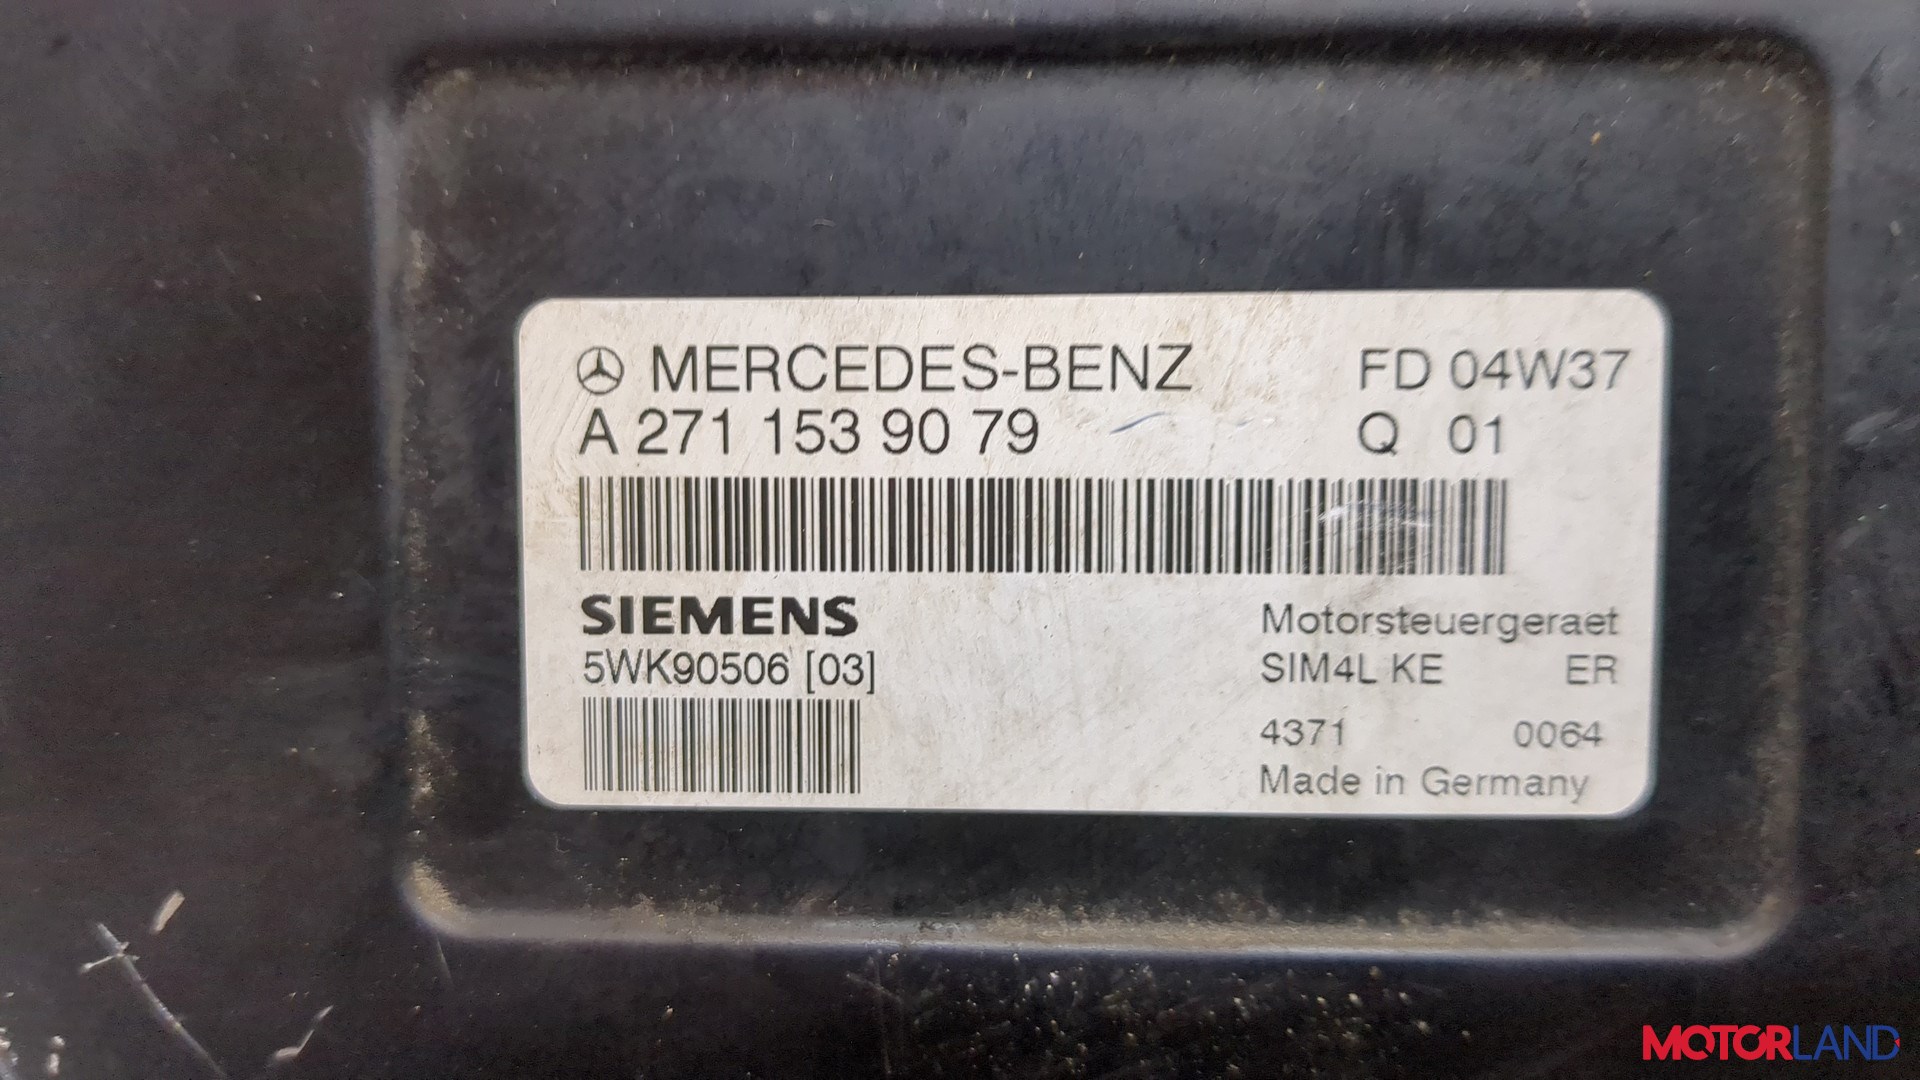 MERCEDES-BENZ FD 04W37
A 271 153 90 79 Q 01
SIEMENS Motorsteuergeraet
5WK90506 [03] SIM4L KE ER
4371 0064
Made in Germany
MOTORLAND